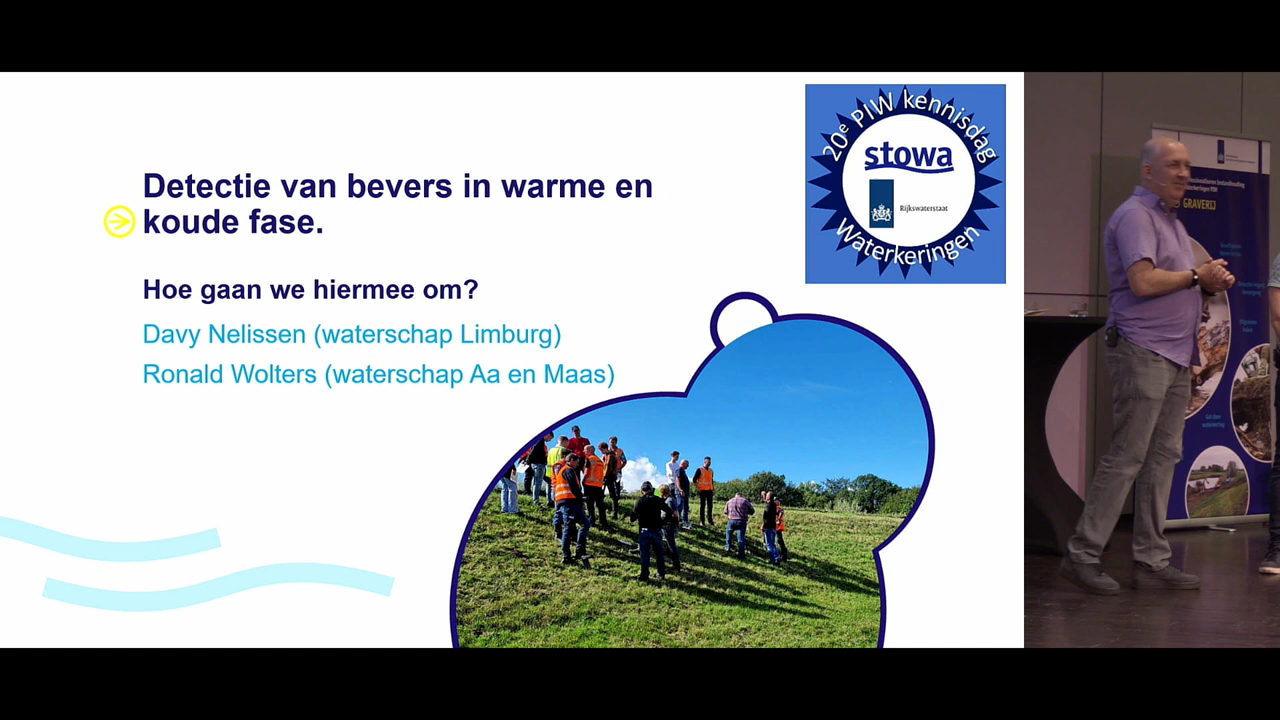 Detectie van bevers in warme en
koude fase.
Hoe gaan we hiermee om?
Davy Nelissen (waterschap Limburg)
Ronald Wolters (waterschap Aa en Maas)
20e PIW kennisdag
stowa
Rijkswaterstaat
Waterkeringen
GRAVERIJ